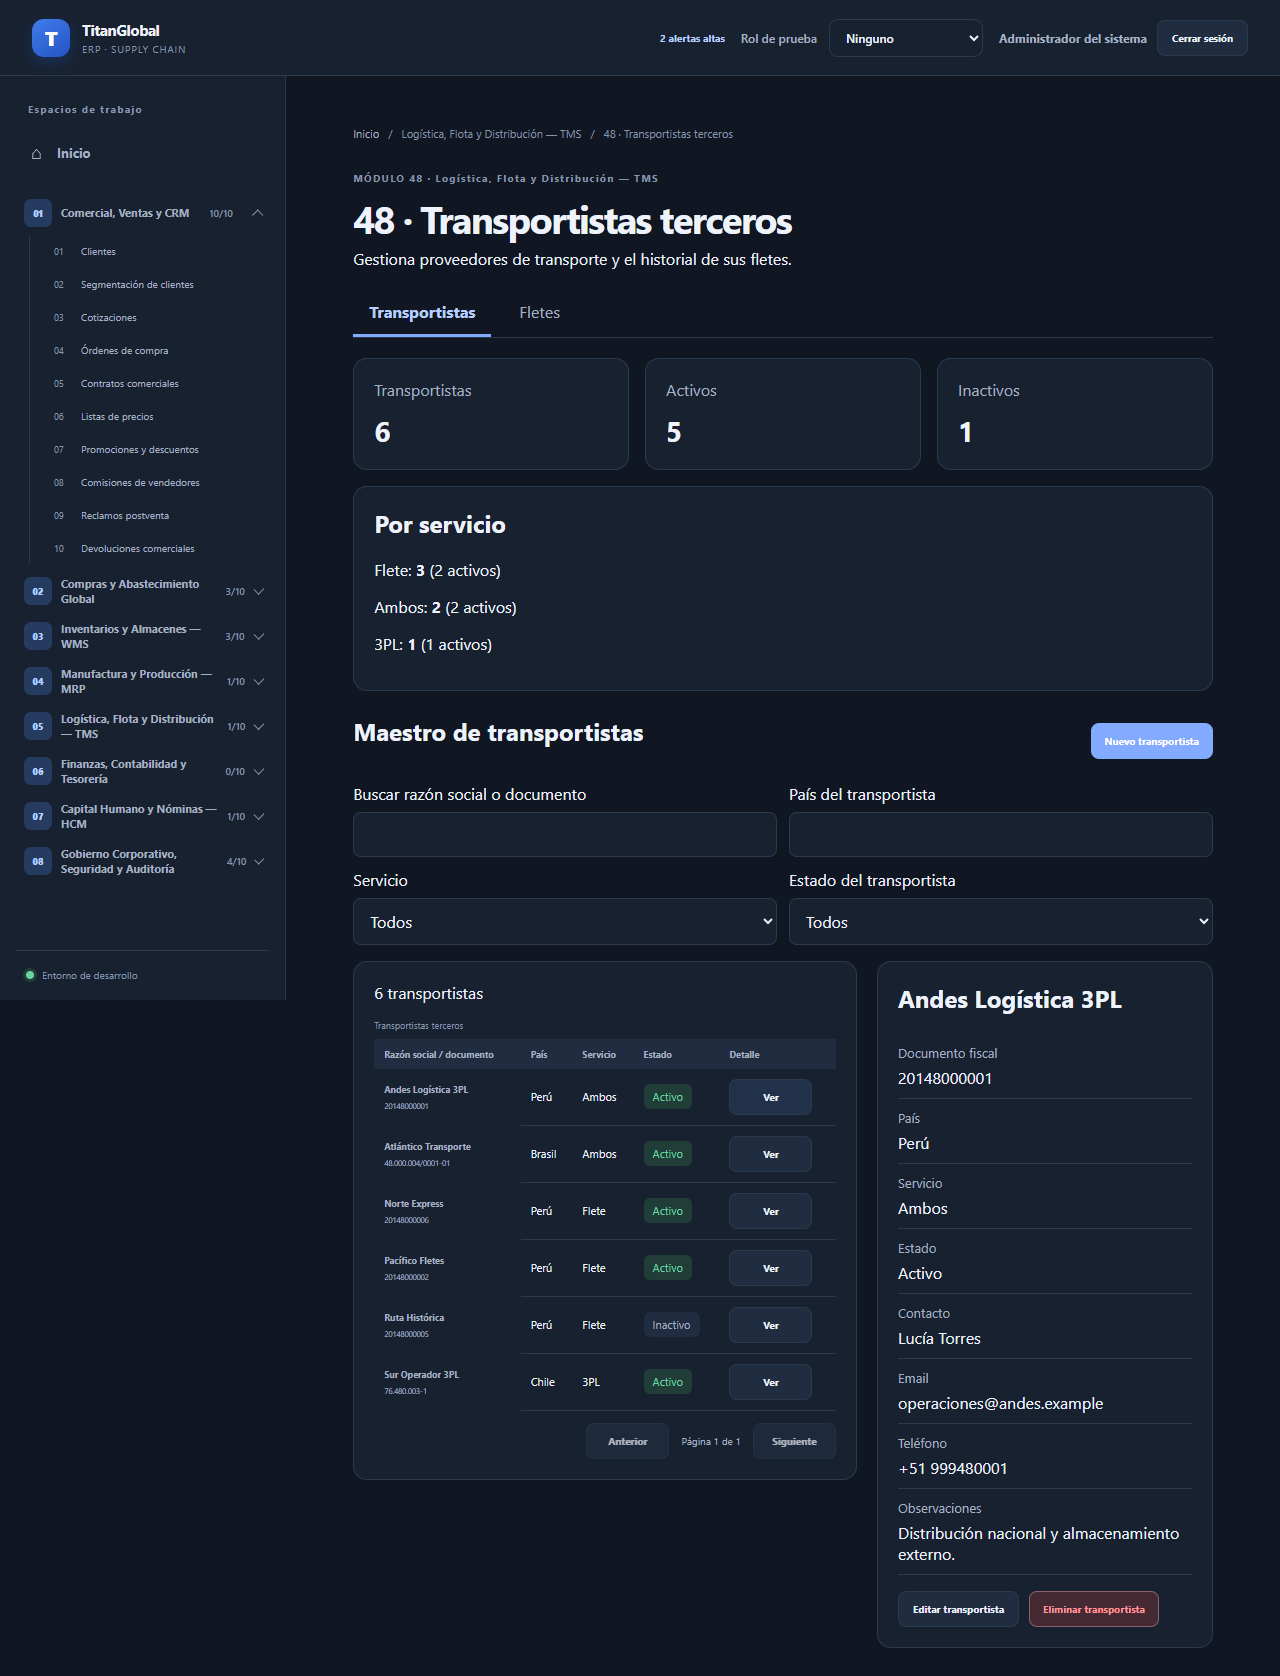 T
TitanGlobal
ERP · SUPPLY CHAIN
2 alertas altas
Rol de prueba
Ninguno
Administrador del sistema
Cerrar sesión
Espacios de trabajo
Inicio
01 Comercial, Ventas y CRM 10/10
01 Clientes
02 Segmentación de clientes
03 Cotizaciones
04 Órdenes de compra
05 Contratos comerciales
06 Listas de precios
07 Promociones y descuentos
08 Comisiones de vendedores
09 Reclamos postventa
10 Devoluciones comerciales
02 Compras y Abastecimiento Global 3/10
03 Inventarios y Almacenes — WMS 3/10
04 Manufactura y Producción — MRP 1/10
05 Logística, Flota y Distribución — TMS 1/10
06 Finanzas, Contabilidad y Tesorería 0/10
07 Capital Humano y Nóminas — HCM 1/10
08 Gobierno Corporativo, Seguridad y Auditoría 4/10
Entorno de desarrollo
Inicio / Logística, Flota y Distribución — TMS / 48 · Transportistas terceros
MÓDULO 48 · Logística, Flota y Distribución — TMS
48 · Transportistas terceros
Gestiona proveedores de transporte y el historial de sus fletes.
Transportistas Fletes
Transportistas
6
Activos
5
Inactivos
1
Por servicio
Flete: 3 (2 activos)
Ambos: 2 (2 activos)
3PL: 1 (1 activos)
Maestro de transportistas
Nuevo transportista
Buscar razón social o documento
País del transportista
Servicio
Todos
Estado del transportista
Todos
6 transportistas
Transportistas terceros
Razón social / documento País Servicio Estado Detalle
Andes Logística 3PL
20148000001
Perú Ambos Activo Ver
Atlántico Transporte
48.000.004/0001-01
Brasil Ambos Activo Ver
Norte Express
20148000006
Perú Flete Activo Ver
Pacífico Fletes
20148000002
Perú Flete Activo Ver
Ruta Histórica
20148000005
Perú Flete Inactivo Ver
Sur Operador 3PL
76.480.003-1
Chile 3PL Activo Ver
Anterior Página 1 de 1 Siguiente
Andes Logística 3PL
Documento fiscal
20148000001
País
Perú
Servicio
Ambos
Estado
Activo
Contacto
Lucía Torres
Email
operaciones@andes.example
Teléfono
+51 999480001
Observaciones
Distribución nacional y almacenamiento
externo.
Editar transportista Eliminar transportista